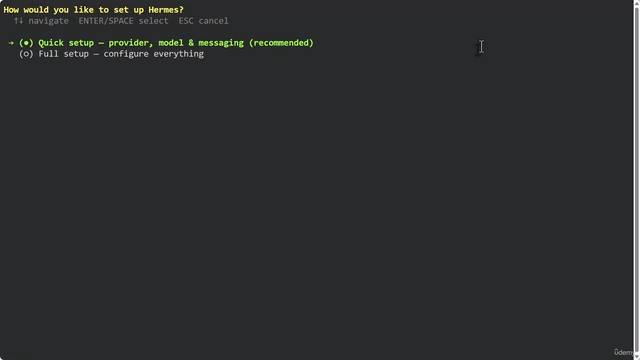 How would you like to set up Hermes?
↑↓ navigate ENTER/SPACE select ESC cancel
→ (●) Quick setup — provider, model & messaging (recommended)
(○) Full setup — configure everything
ûdemy